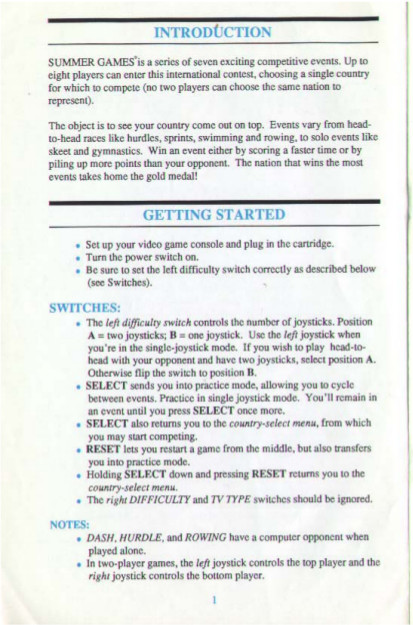 INTRODUCTION
SUMMER GAMES® is a series of seven exciting competitive events. Up to
eight players can enter this international contest, choosing a single country
for which to compete (no two players can choose the same nation to
represent).
The object is to see your country come out on top. Events vary from head-
to-head races like hurdles, sprints, swimming and rowing, to solo events like
skeet and gymnastics. Win an event either by scoring a faster time or by
piling up more points than your opponent. The nation that wins the most
events takes home the gold medal!
GETTING STARTED
• Set up your video game console and plug in the cartridge.
• Turn the power switch on.
• Be sure to set the left difficulty switch correctly as described below
(see Switches).
SWITCHES:
• The left difficulty switch controls the number of joysticks. Position
A = two joysticks; B = one joystick. Use the left joystick when
you're in the single-joystick mode. If you wish to play head-to-
head with your opponent and have two joysticks, select position A.
Otherwise flip the switch to position B.
• SELECT sends you into practice mode, allowing you to cycle
between events. Practice in single joystick mode. You'll remain in
an event until you press SELECT once more.
• SELECT also returns you to the country-select menu, from which
you may start competing.
• RESET lets you restart a game from the middle, but also transfers
you into practice mode.
• Holding SELECT down and pressing RESET returns you to the
country-select menu.
• The right DIFFICULTY and TV TYPE switches should be ignored.
NOTES:
• DASH, HURDLE, and ROWING have a computer opponent when
played alone.
• In two-player games, the left joystick controls the top player and the
right joystick controls the bottom player.
1